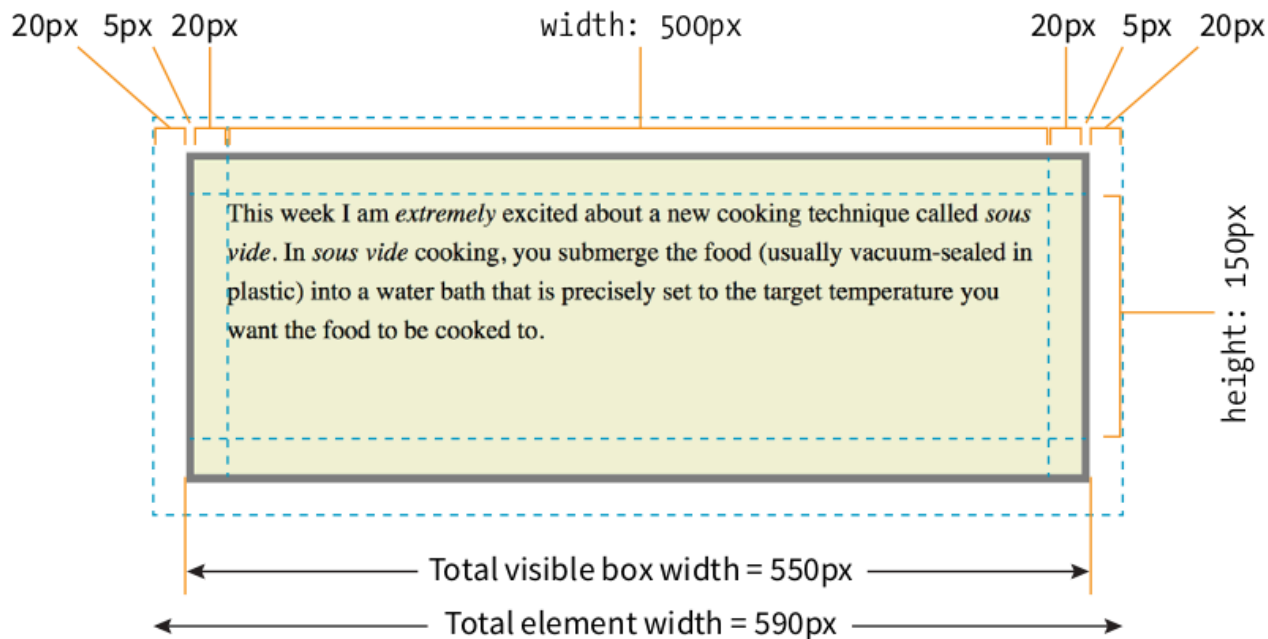 20px 5px 20px width: 500px 20px 5px 20px
This week I am extremely excited about a new cooking technique called sous
vide. In sous vide cooking, you submerge the food (usually vacuum-sealed in
plastic) into a water bath that is precisely set to the target temperature you
want the food to be cooked to.
height: 150px
Total visible box width = 550px
Total element width = 590px